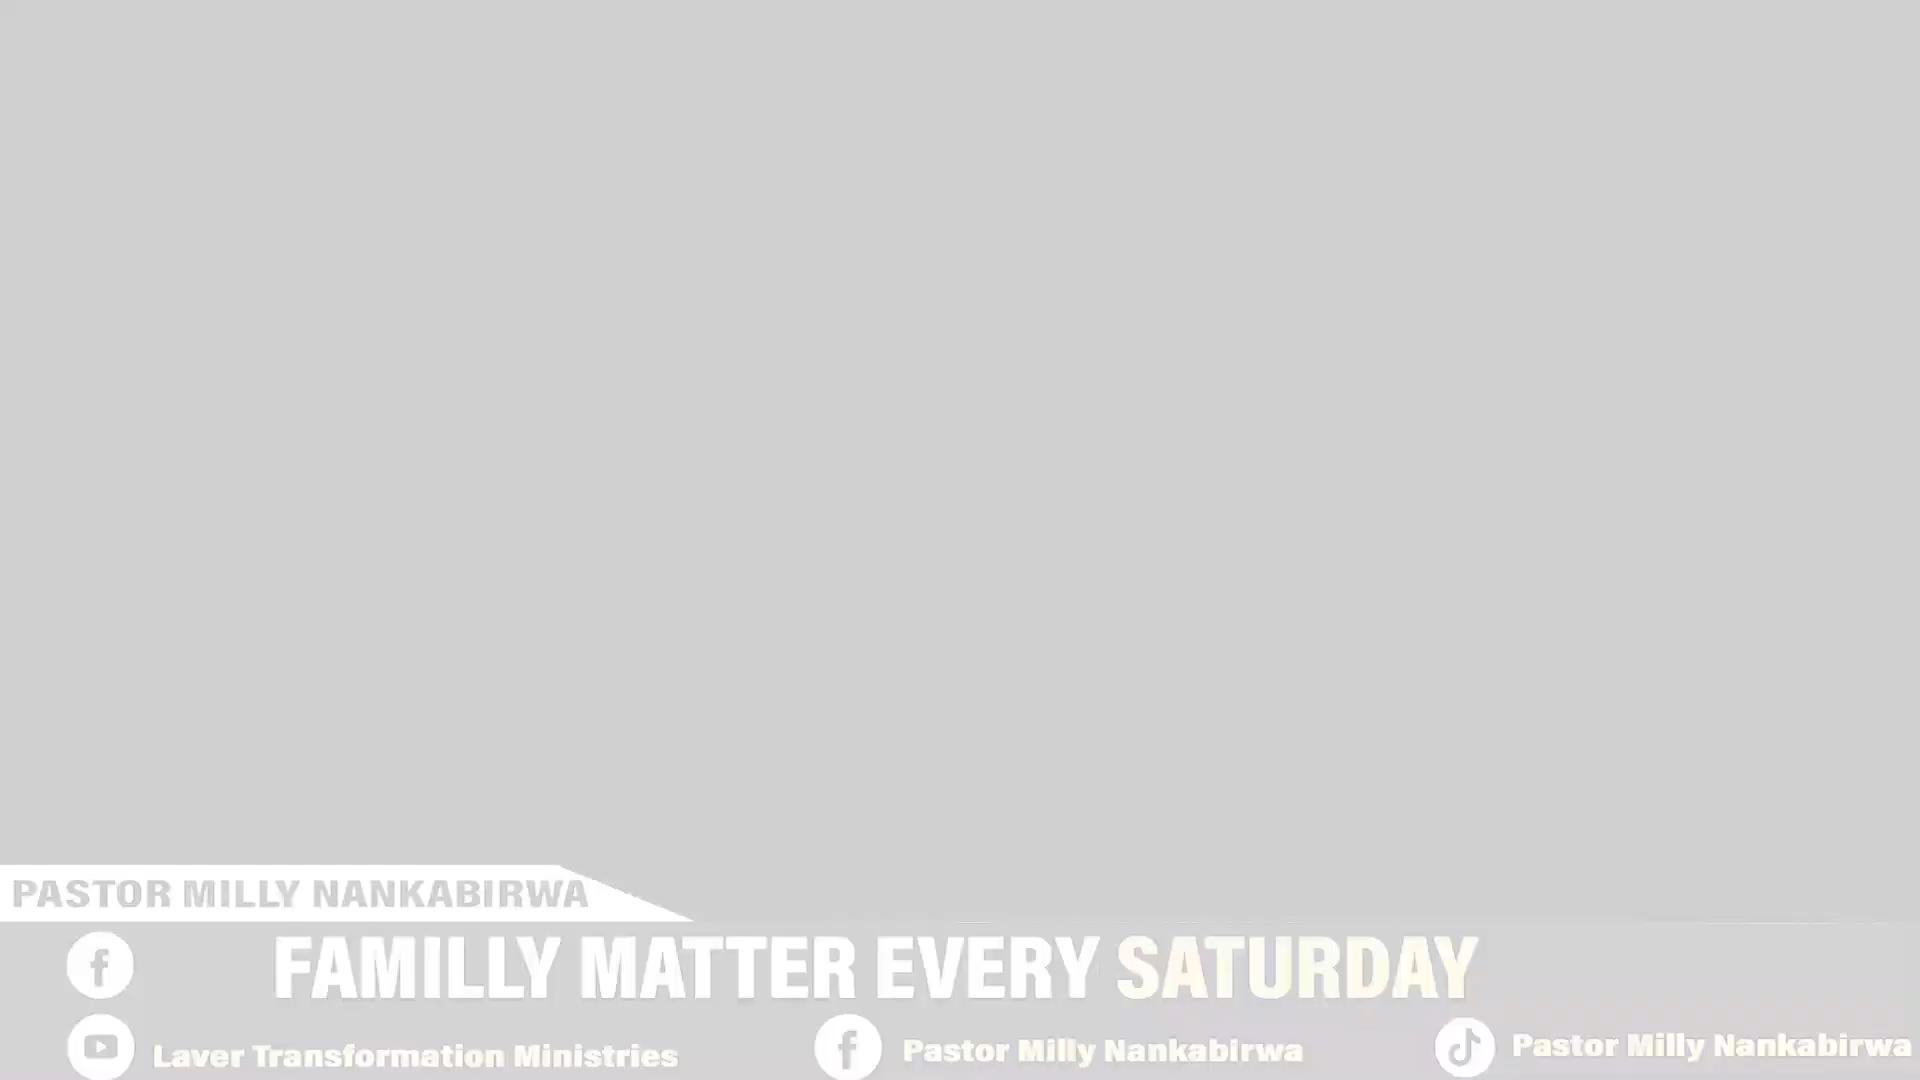 PASTOR MILLY NANKABIRWA
FAMILLY MATTER EVERY SATURDAY
Laver Transformation Ministries
Pastor Milly Nankabirwa
Pastor Milly Nankabirwa